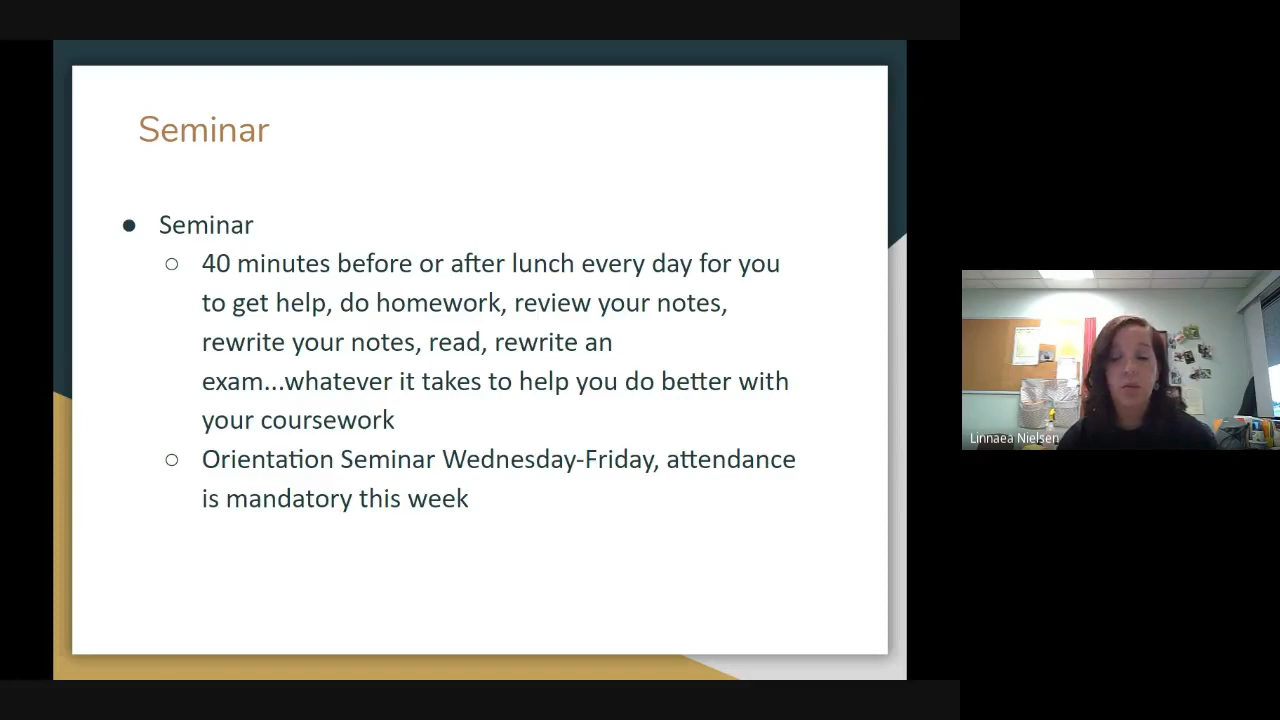 Seminar
● Seminar
○ 40 minutes before or after lunch every day for you
to get help, do homework, review your notes,
rewrite your notes, read, rewrite an
exam...whatever it takes to help you do better with
your coursework
○ Orientation Seminar Wednesday-Friday, attendance
is mandatory this week
Linnaea Nielsen